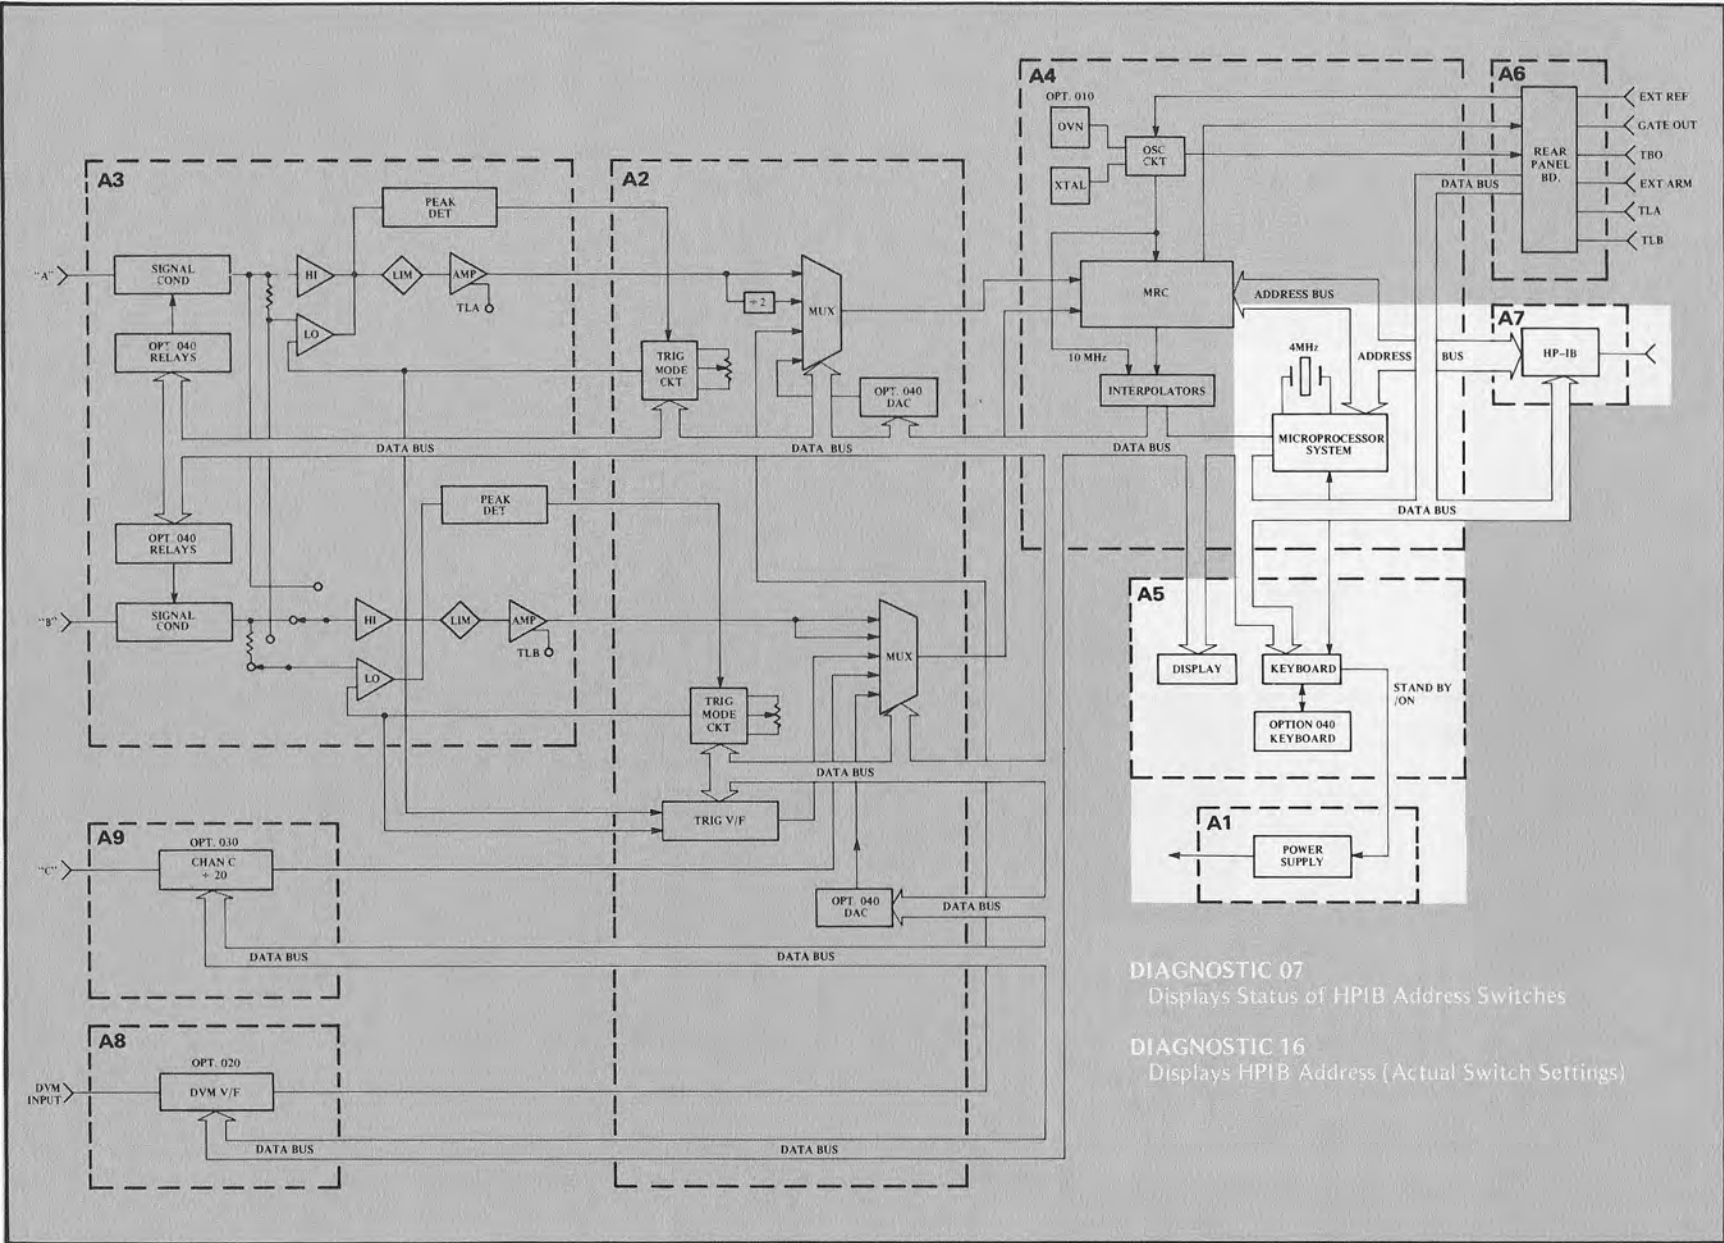 A4
A6
OPT. 010
OVN
XTAL
OSC
CKT
REAR
PANEL
BD.
EXT REF
GATE OUT
TBO
EXT ARM
TLA
TLB
DATA BUS
A3
A2
PEAK
DET
"A"
SIGNAL
COND
HI
LIM
AMP
TLA
LO
OPT. 040
RELAYS
÷ 2
MUX
TRIG
MODE
CKT
OPT. 040
DAC
MRC
ADDRESS BUS
10 MHz
INTERPOLATORS
4MHz
ADDRESS BUS
A7
HP-IB
MICROPROCESSOR
SYSTEM
DATA BUS
DATA BUS
DATA BUS
DATA BUS
PEAK
DET
OPT. 040
RELAYS
"B"
SIGNAL
COND
HI
LIM
AMP
TLB
LO
MUX
TRIG
MODE
CKT
DATA BUS
TRIG V/F
A5
DISPLAY
KEYBOARD
STAND BY
/ON
OPTION 040
KEYBOARD
A1
POWER
SUPPLY
A9
OPT. 030
"C"
CHAN C
÷ 20
OPT. 040
DAC
DATA BUS
DATA BUS
DATA BUS
A8
OPT. 020
DVM
INPUT
DVM V/F
DATA BUS
DATA BUS
DIAGNOSTIC 07
Displays Status of HPIB Address Switches
DIAGNOSTIC 16
Displays HPIB Address (Actual Switch Settings)